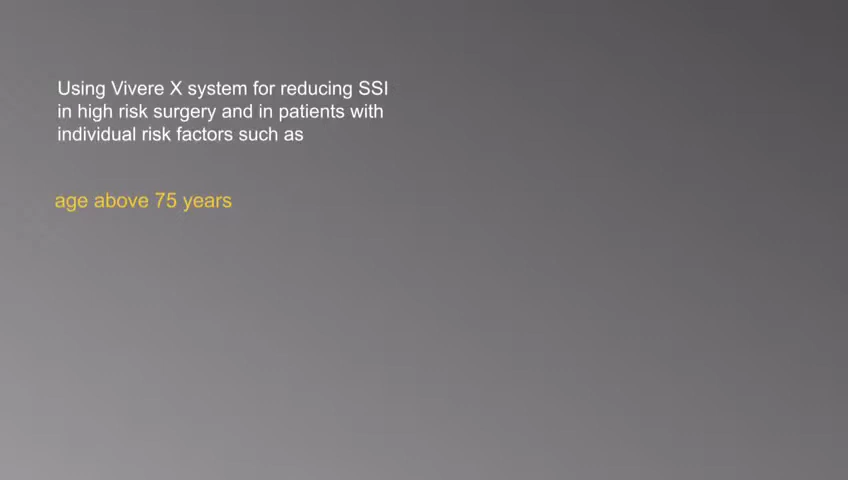 Using Vivere X system for reducing SSI
in high risk surgery and in patients with
individual risk factors such as
age above 75 years